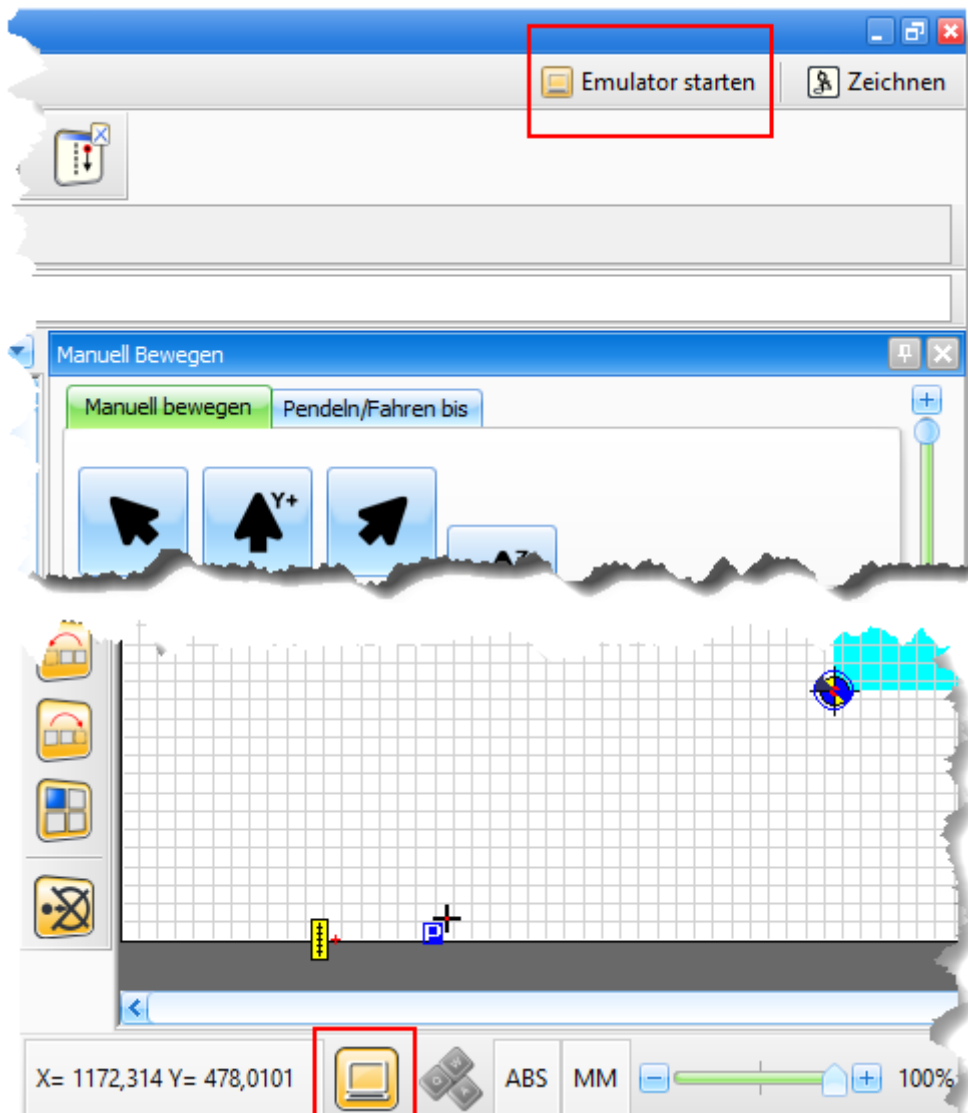 Emulator starten
Zeichnen
Manuell Bewegen
Manuell bewegen
Pendeln/Fahren bis
Y+
P
X= 1172,314 Y= 478,0101
ABS
MM
100%